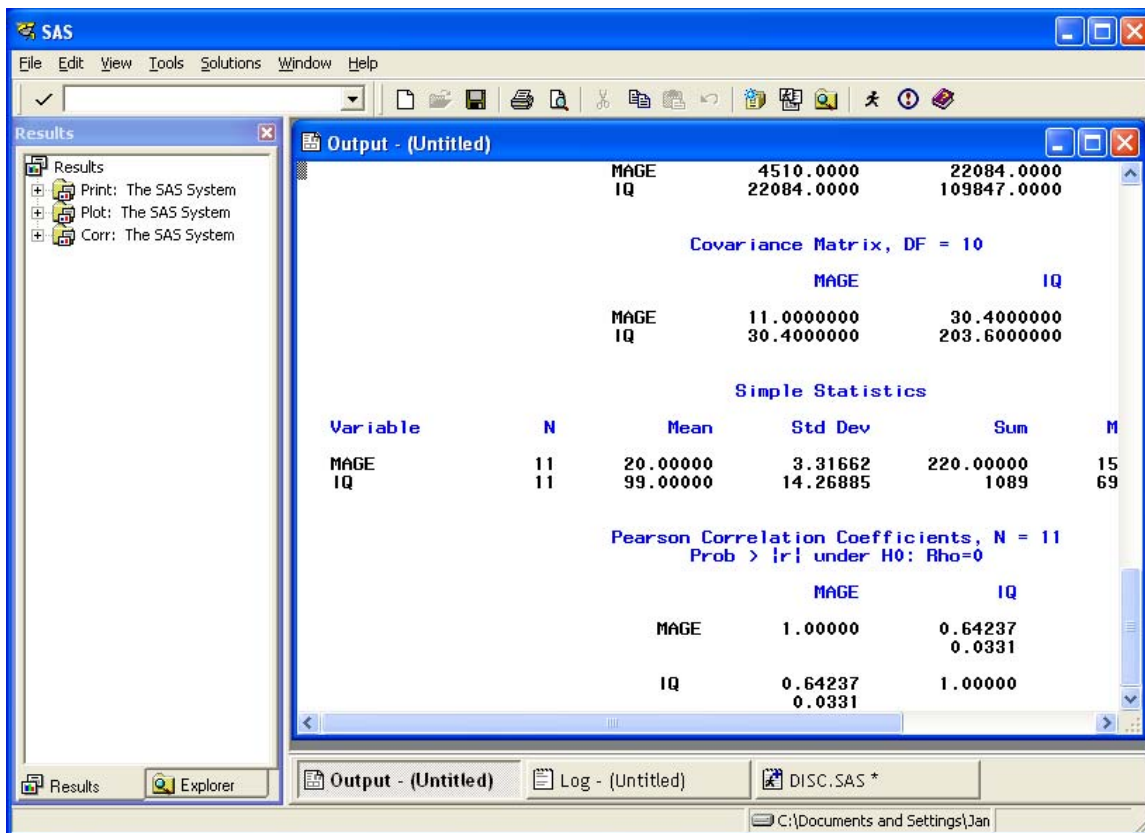 SAS
File Edit View Tools Solutions Window Help
Results
Results
Print: The SAS System
Plot: The SAS System
Corr: The SAS System
Output - (Untitled)
MAGE 4510.0000 22084.0000
IQ 22084.0000 109847.0000
Covariance Matrix, DF = 10
MAGE IQ
MAGE 11.0000000 30.4000000
IQ 30.4000000 203.6000000
Simple Statistics
Variable N Mean Std Dev Sum M
MAGE 11 20.00000 3.31662 220.00000 15
IQ 11 99.00000 14.26885 1089 69
Pearson Correlation Coefficients, N = 11
Prob > |r| under H0: Rho=0
MAGE IQ
MAGE 1.00000 0.64237
0.0331
IQ 0.64237 1.00000
0.0331
Results Explorer
Output - (Untitled) Log - (Untitled) DISC.SAS *
C:\Documents and Settings\Jan